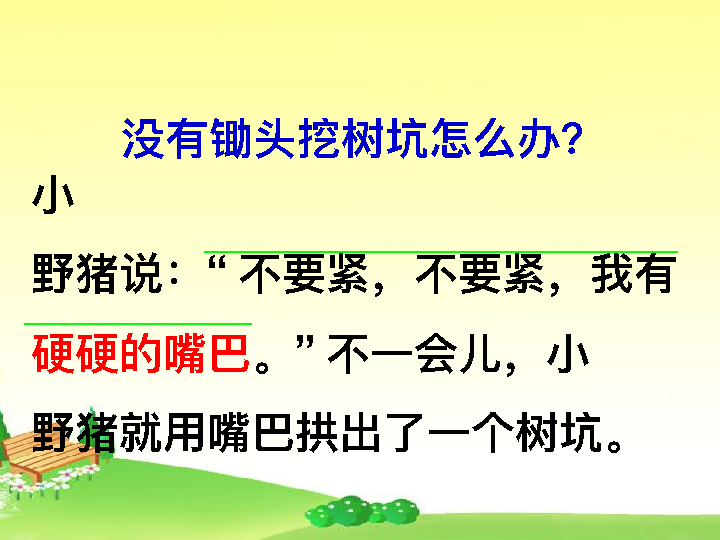 没有锄头挖树坑怎么办?
小
野猪说：“不要紧，不要紧，我有
硬硬的嘴巴。”不一会儿，小
野猪就用嘴巴拱出了一个树坑。